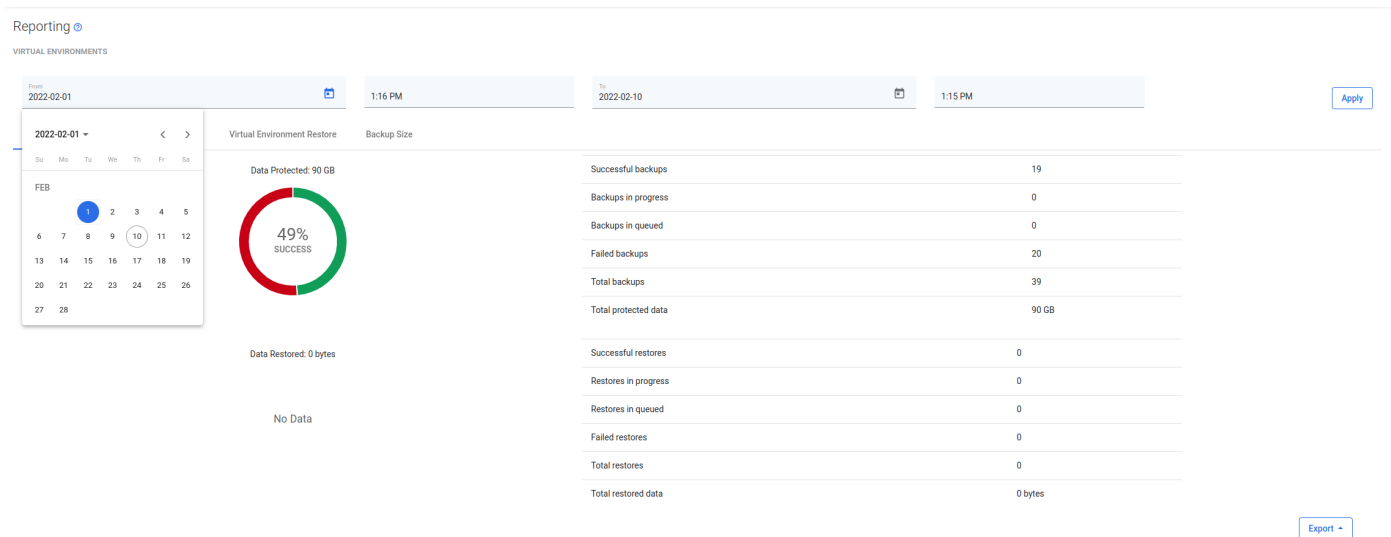 Reporting
VIRTUAL ENVIRONMENTS
From
2022-02-01
1:16 PM
To
2022-02-10
1:15 PM
Apply
2022-02-01
Su Mo Tu We Th Fr Sa
FEB
1 2 3 4 5
6 7 8 9 10 11 12
13 14 15 16 17 18 19
20 21 22 23 24 25 26
27 28
Virtual Environment Restore
Backup Size
Data Protected: 90 GB
49%
SUCCESS
Successful backups 19
Backups in progress 0
Backups in queued 0
Failed backups 20
Total backups 39
Total protected data 90 GB
Data Restored: 0 bytes
No Data
Successful restores 0
Restores in progress 0
Restores in queued 0
Failed restores 0
Total restores 0
Total restored data 0 bytes
Export